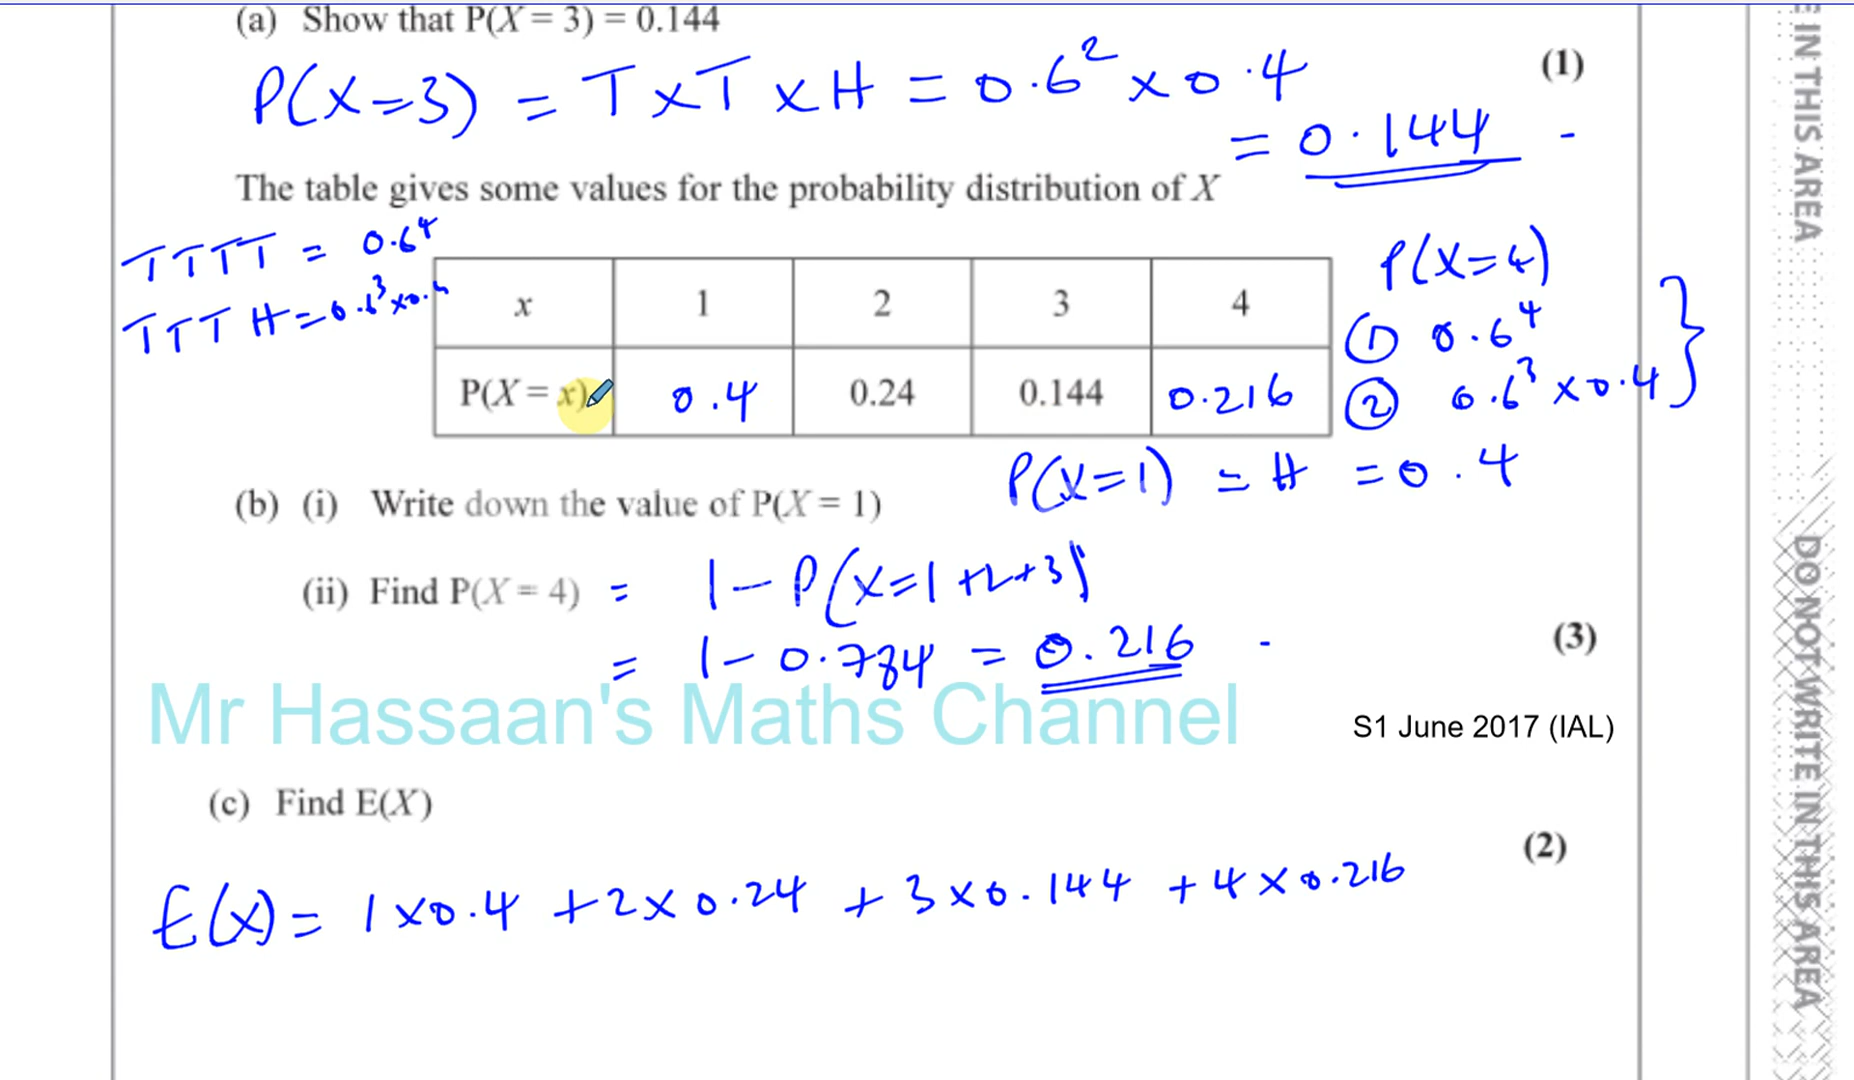 (a) Show that P(X = 3) = 0.144
(1)
P(X=3) = T x T x H = 0.6² x 0.4
= 0.144
The table gives some values for the probability distribution of X
TTTT = 0.6⁴
TTTH = 0.6³ x 0.4
x 1 2 3 4
P(X = x) 0.4 0.24 0.144 0.216
P(X=4)
① 0.6⁴
② 0.6³ x 0.4
P(X=1) = H = 0.4
(b) (i) Write down the value of P(X = 1)
(ii) Find P(X = 4) = 1 - P(X=1+2+3)
= 1 - 0.784 = 0.216
(3)
Mr Hassaan's Maths Channel
S1 June 2017 (IAL)
(c) Find E(X)
(2)
E(X) = 1 x 0.4 + 2 x 0.24 + 3 x 0.144 + 4 x 0.216
IN THIS AREA
DO NOT WRITE IN THIS AREA